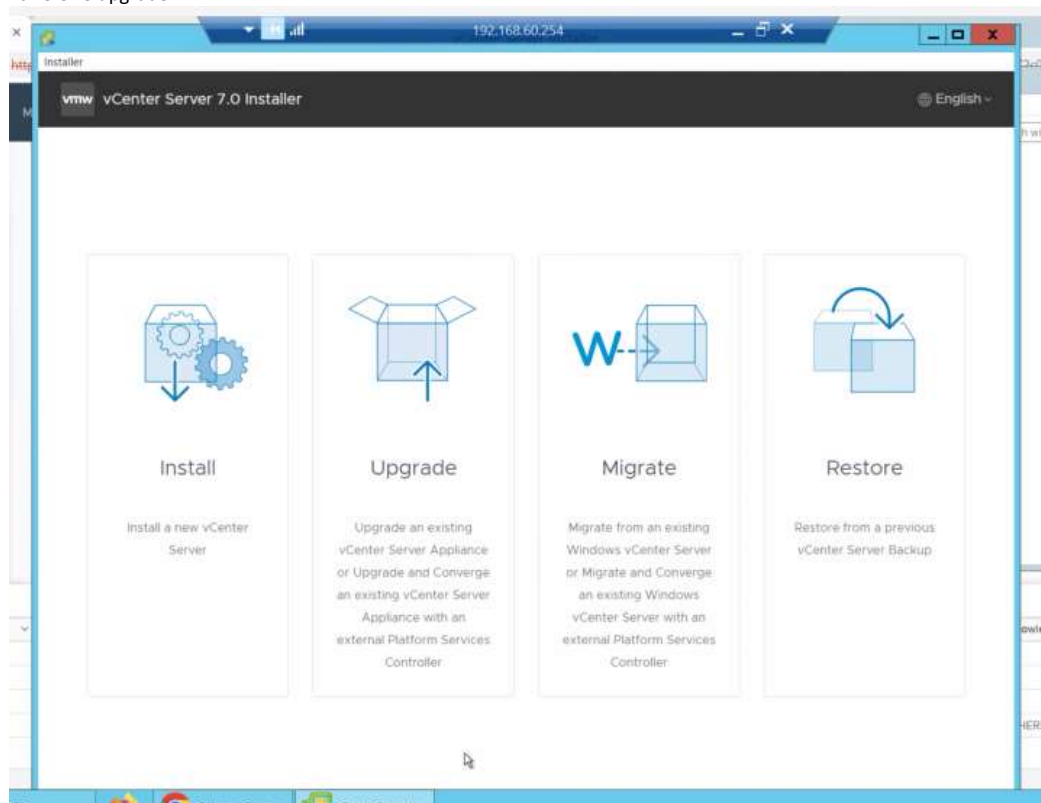 192.168.60.254
Installer
vmw vCenter Server 7.0 Installer
English
Install
Upgrade
Migrate
Restore
Install a new vCenter
Server
Upgrade an existing
vCenter Server Appliance
or Upgrade and Converge
an existing vCenter Server
Appliance with an
external Platform Services
Controller
Migrate from an existing
Windows vCenter Server
or Migrate and Converge
an existing Windows
vCenter Server with an
external Platform Services
Controller
Restore from a previous
vCenter Server Backup